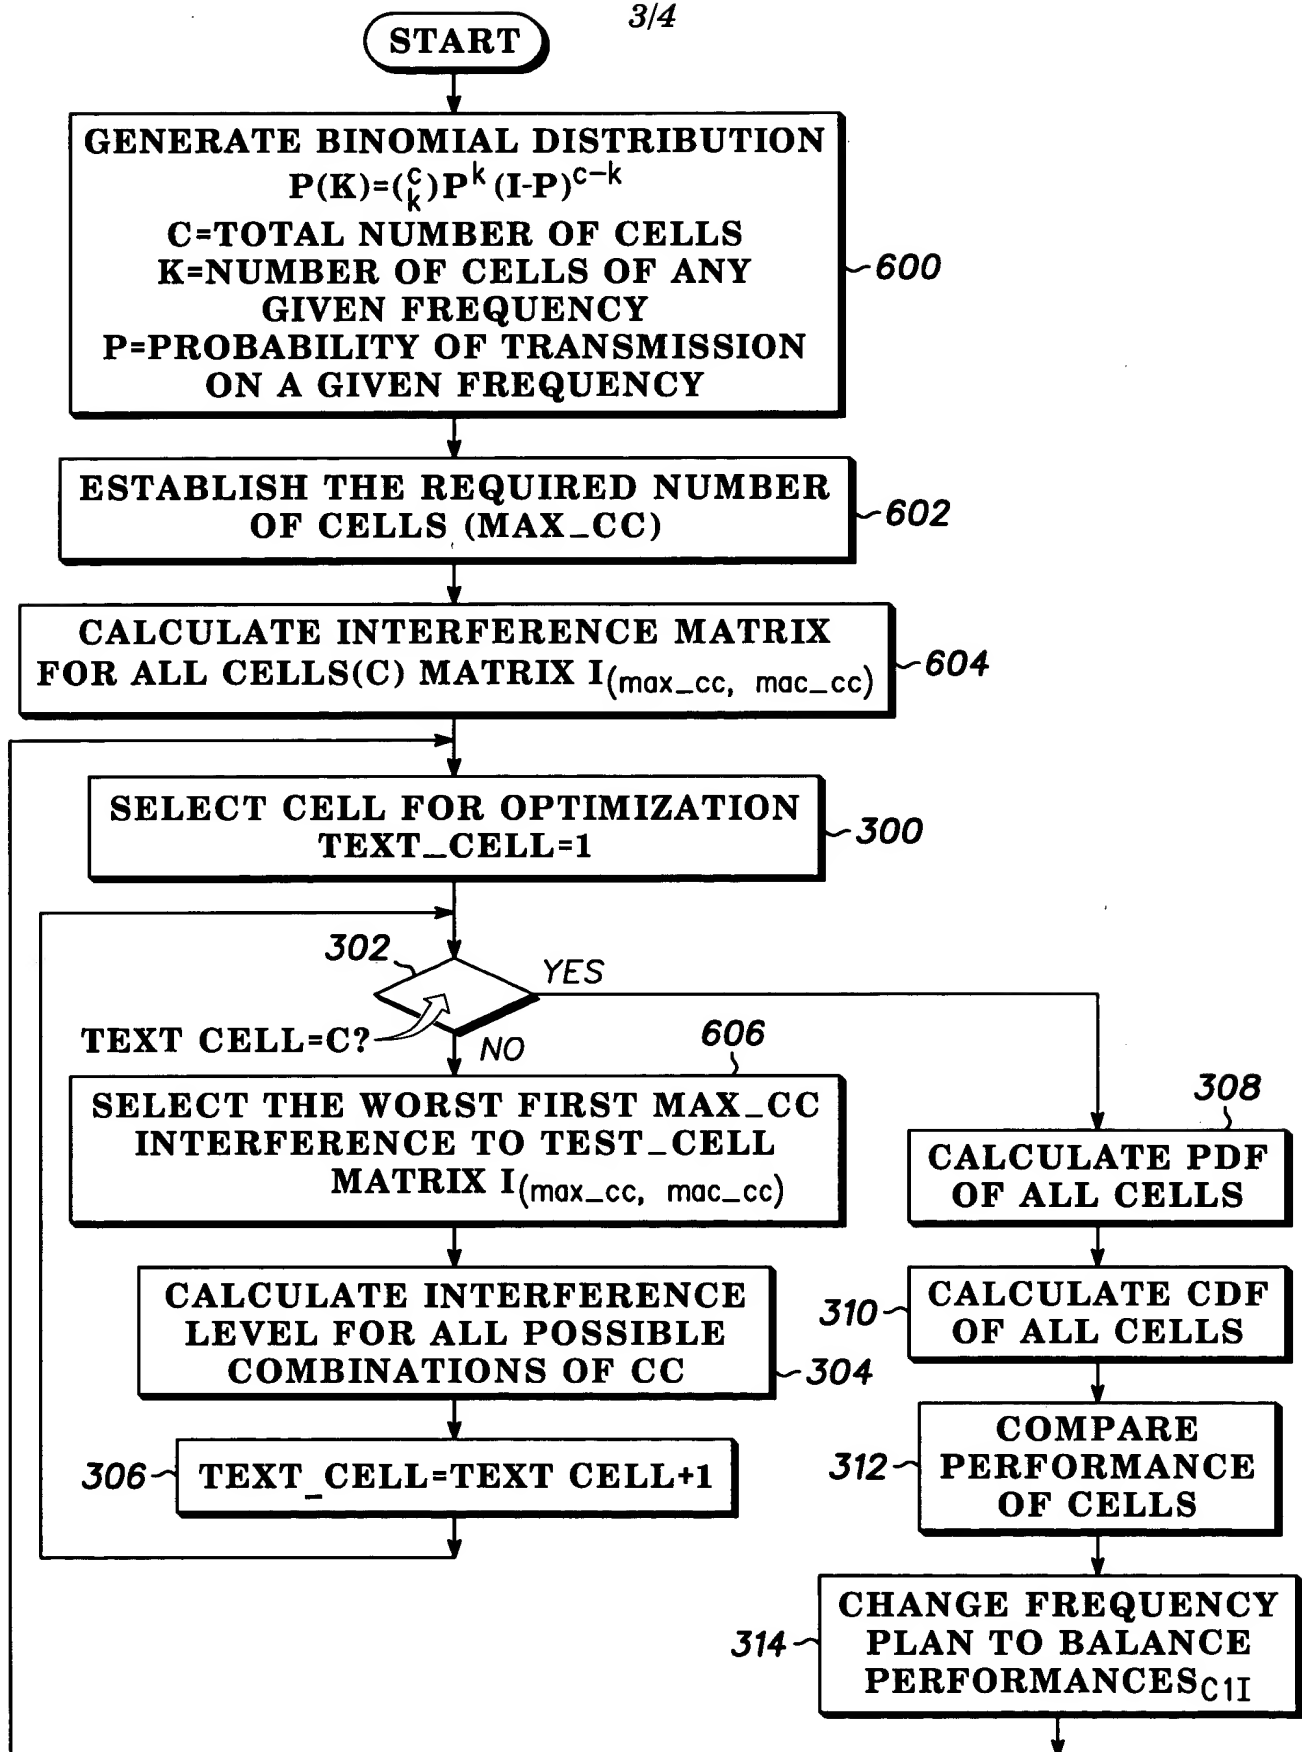 3/4
START
GENERATE BINOMIAL DISTRIBUTION
P(K)=(c k)P^k (I-P)^c-k
C=TOTAL NUMBER OF CELLS
K=NUMBER OF CELLS OF ANY
GIVEN FREQUENCY
P=PROBABILITY OF TRANSMISSION
ON A GIVEN FREQUENCY
600
ESTABLISH THE REQUIRED NUMBER
OF CELLS (MAX_CC)
602
CALCULATE INTERFERENCE MATRIX
FOR ALL CELLS(C) MATRIX I(max_cc, mac_cc)
604
SELECT CELL FOR OPTIMIZATION
TEXT_CELL=1
300
302
YES
TEXT CELL=C?
NO
606
SELECT THE WORST FIRST MAX_CC
INTERFERENCE TO TEST_CELL
MATRIX I(max_cc, mac_cc)
CALCULATE INTERFERENCE
LEVEL FOR ALL POSSIBLE
COMBINATIONS OF CC
304
306
TEXT_CELL=TEXT CELL+1
308
CALCULATE PDF
OF ALL CELLS
310
CALCULATE CDF
OF ALL CELLS
312
COMPARE
PERFORMANCE
OF CELLS
314
CHANGE FREQUENCY
PLAN TO BALANCE
PERFORMANCES C1I